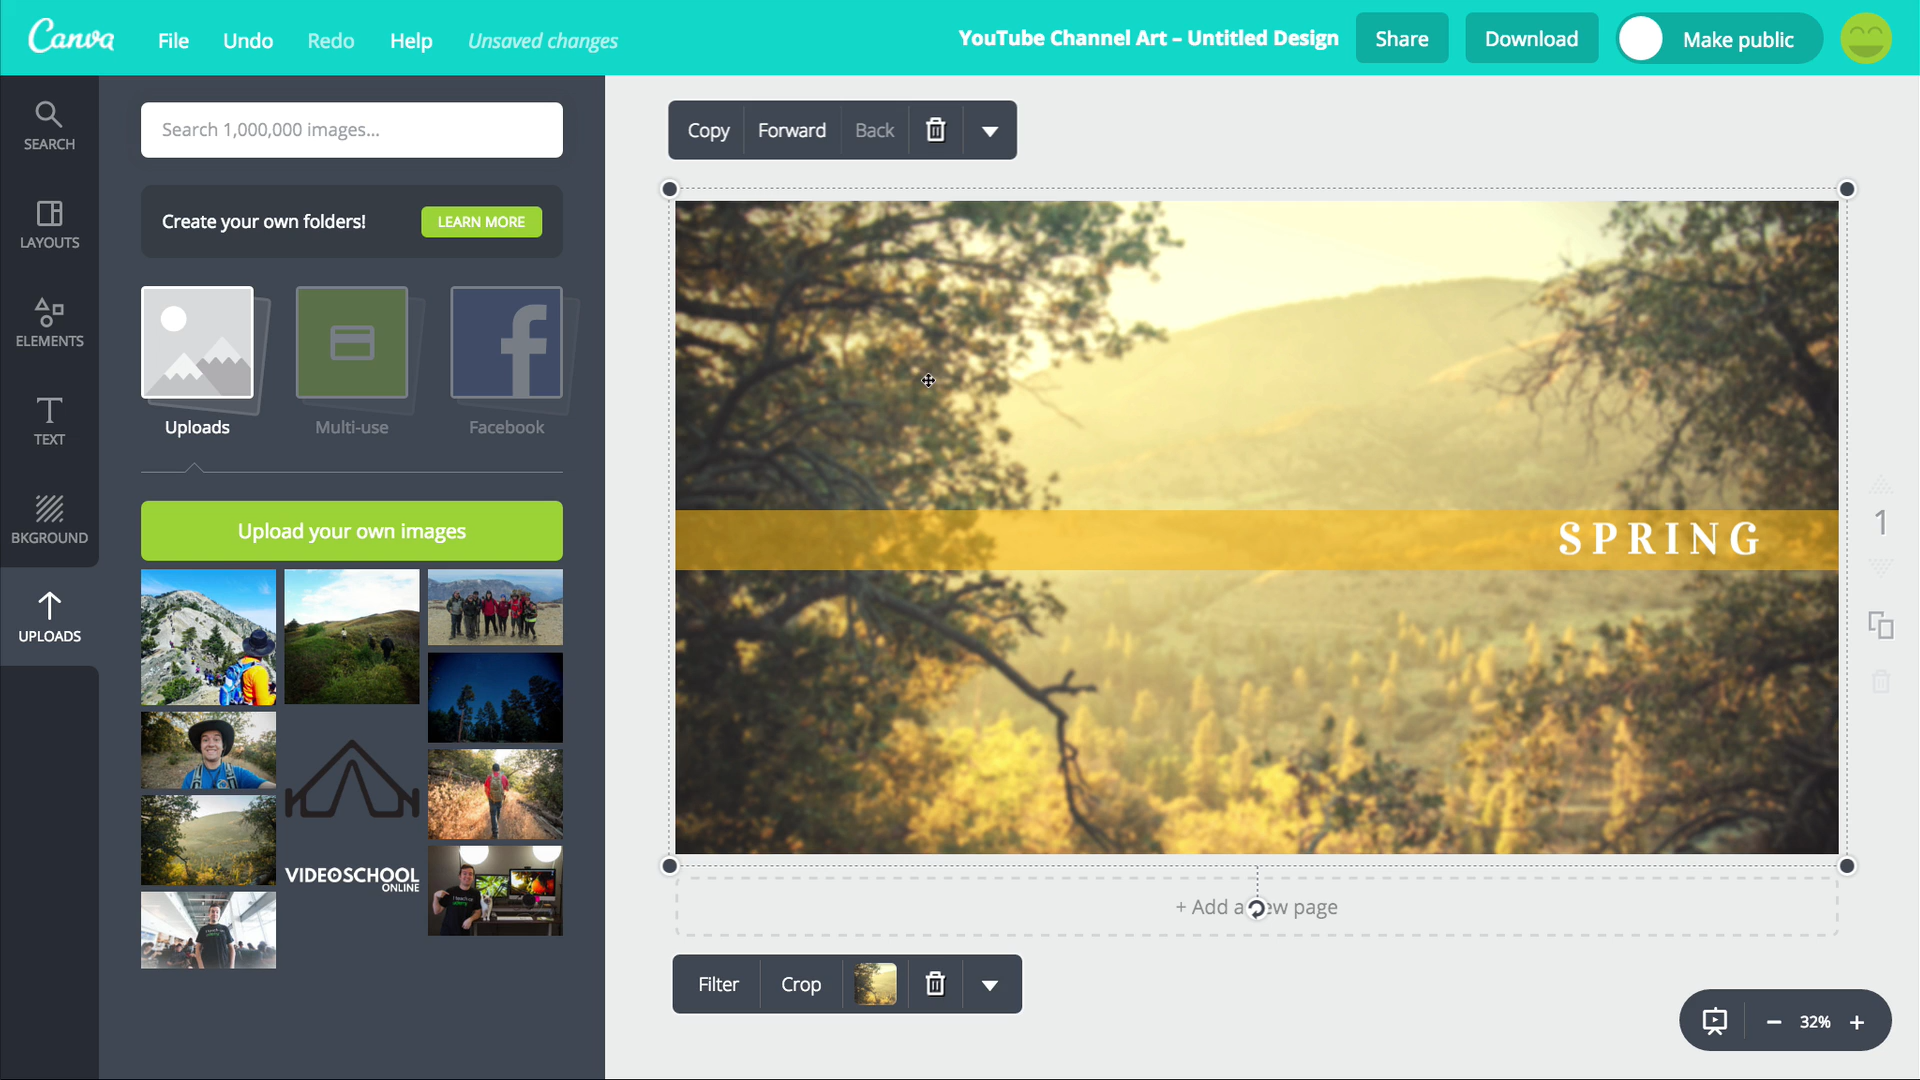 Canva
File
Undo
Redo
Help
Unsaved changes
YouTube Channel Art – Untitled Design
Share
Download
Make public
SEARCH
LAYOUTS
ELEMENTS
TEXT
BKGROUND
UPLOADS
Search 1,000,000 images...
Create your own folders!
LEARN MORE
Uploads
Multi-use
Facebook
Upload your own images
VIDEOSCHOOL
ONLINE
Copy
Forward
Back
SPRING
1
+ Add a ew page
Filter
Crop
32%